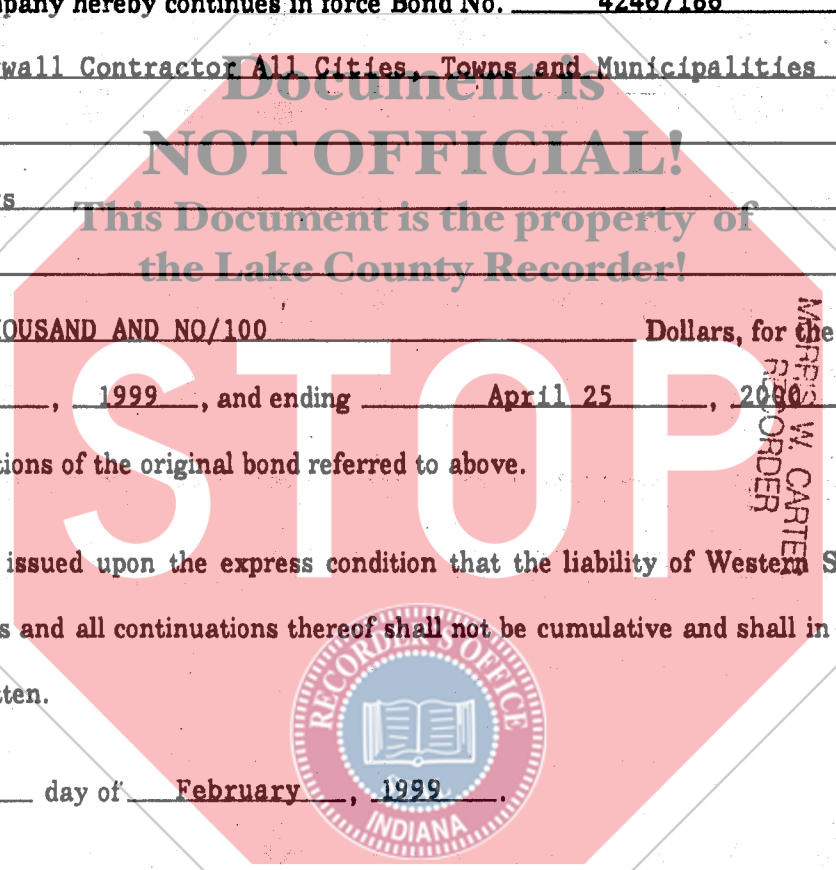 pany hereby continues in force Bond No. 42467186
wall Contractor All Cities, Towns and Municipalities
Document is
NOT OFFICIAL!
s
This Document is the property of
the Lake County Recorder!
OUSAND AND NO/100 Dollars, for the
, 1999, and ending April 25, 2000
tions of the original bond referred to above.
STOP
MORRIS W. CARTER
RECORDER
issued upon the express condition that the liability of Western S
s and all continuations thereof shall not be cumulative and shall in
ten.
RECORDER'S OFFICE
day of February, 1999.
INDIANA